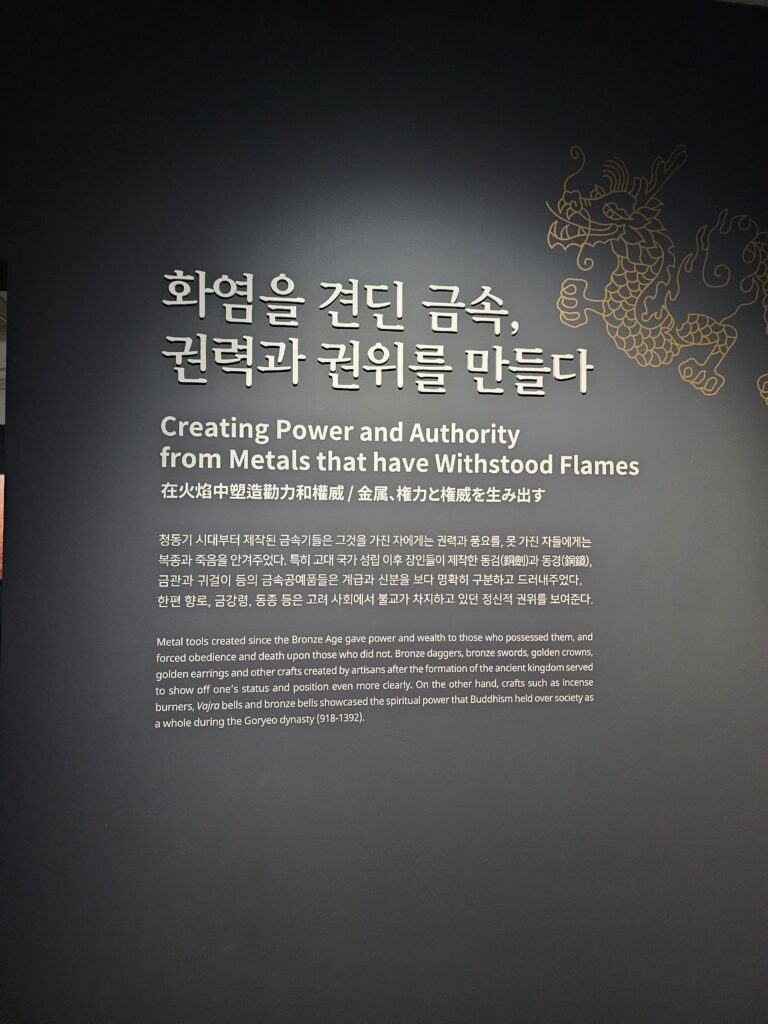 화염을 견딘 금속,
권력과 권위를 만들다
Creating Power and Authority
from Metals that have Withstood Flames
在火焰中塑造勸力和權威 / 金属、権力と権威を生み出す
청동기 시대부터 제작된 금속기들은 그것을 가진 자에게는 권력과 풍요를, 못 가진 자들에게는
복종과 죽음을 안겨주었다. 특히 고대 국가 성립 이후 장인들이 제작한 동검(銅劍)과 동경(銅鏡),
금관과 귀걸이 등의 금속공예품들은 계급과 신분을 보다 명확히 구분하고 드러내주었다.
한편 향로, 금강령, 동종 등은 고려 사회에서 불교가 차지하고 있던 정신적 권위를 보여준다.
Metal tools created since the Bronze Age gave power and wealth to those who possessed them, and
forced obedience and death upon those who did not. Bronze daggers, bronze swords, golden crowns,
golden earrings and other crafts created by artisans after the formation of the ancient kingdom served
to show off one's status and position even more clearly. On the other hand, crafts such as incense
burners, Vajra bells and bronze bells showcased the spiritual power that Buddhism held over society as
a whole during the Goryeo dynasty (918-1392).